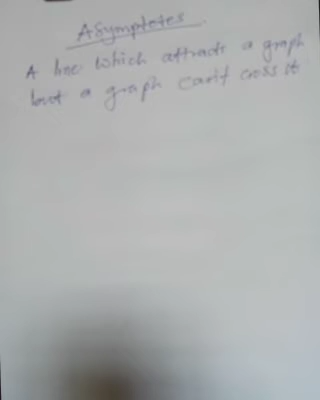 Asymptotes
A line which attracts a graph
but a graph can't cross it